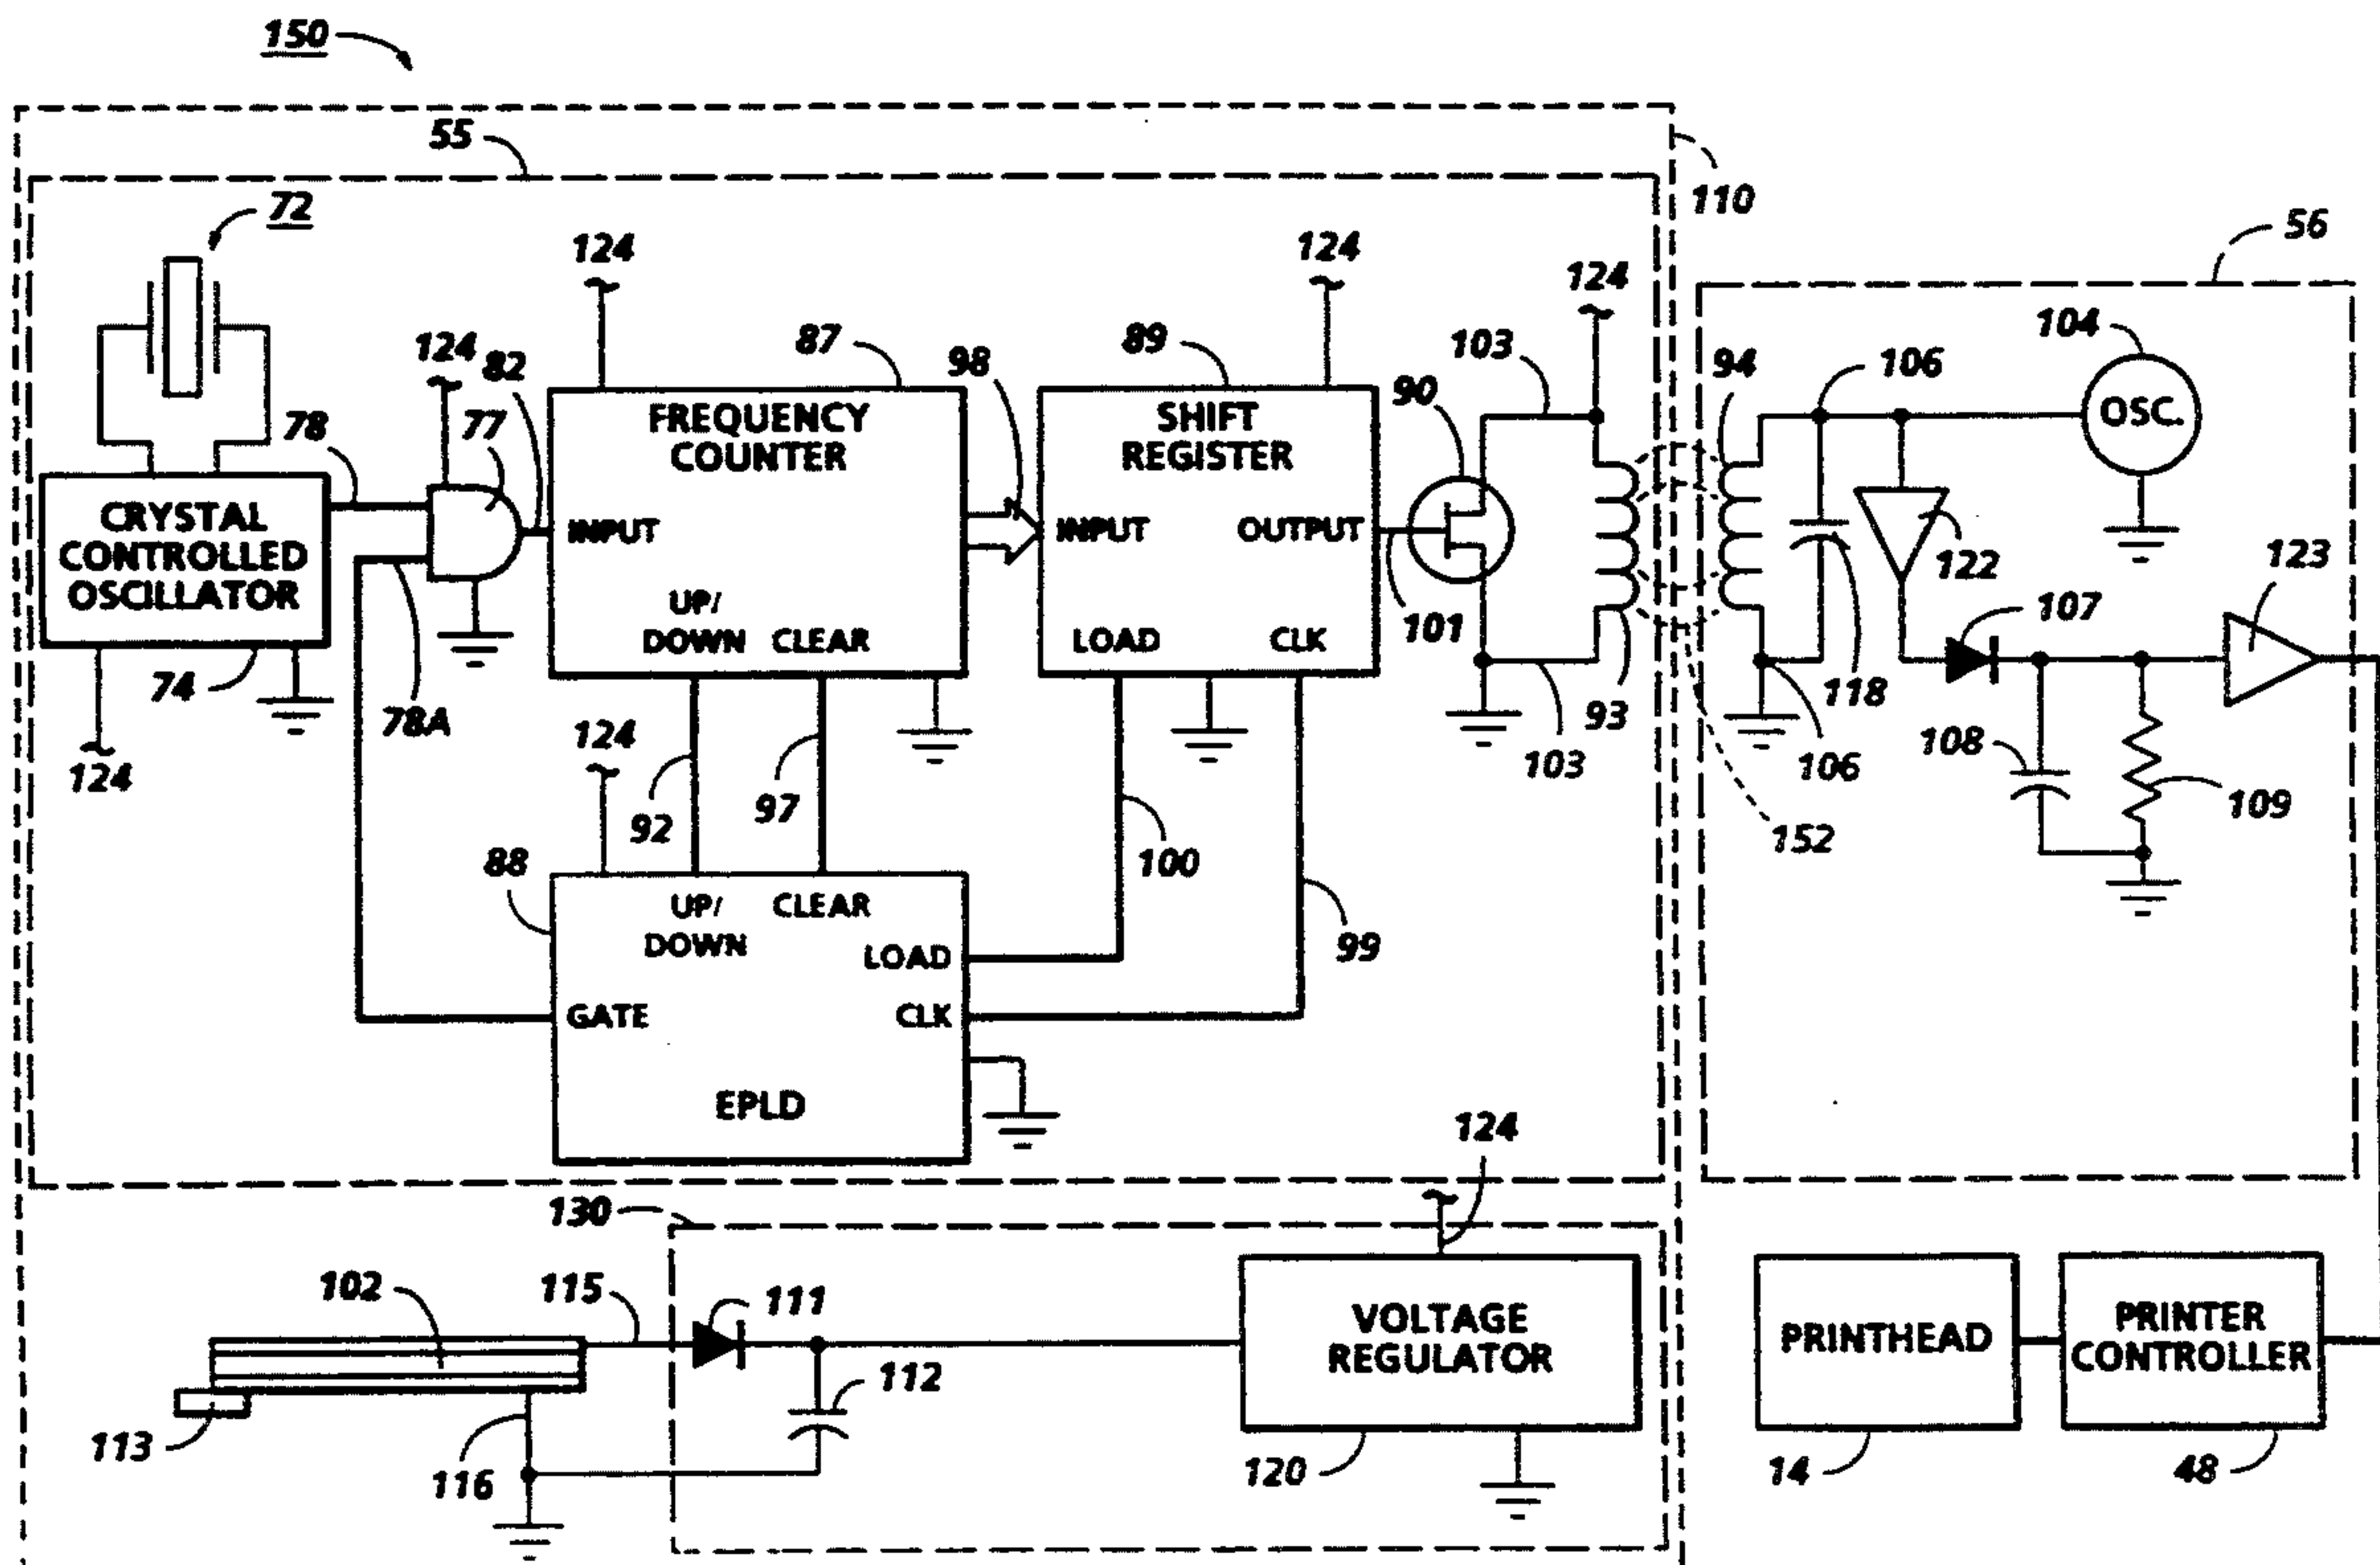 150
55
110
72
56
124
124
124
104
124
82
87
98
89
103
90
94
106
78
77
FREQUENCY
COUNTER
SHIFT
REGISTER
OSC.
CRYSTAL
CONTROLLED
OSCILLATOR
INPUT
INPUT
OUTPUT
122
123
UP/
DOWN
CLEAR
LOAD
CLK
101
107
74
78A
124
124
92
97
100
99
103
93
118
106
108
109
152
88
UP/
DOWN
CLEAR
LOAD
GATE
CLK
EPLD
124
130
102
115
111
VOLTAGE
REGULATOR
PRINTHEAD
PRINTER
CONTROLLER
112
113
116
120
14
48